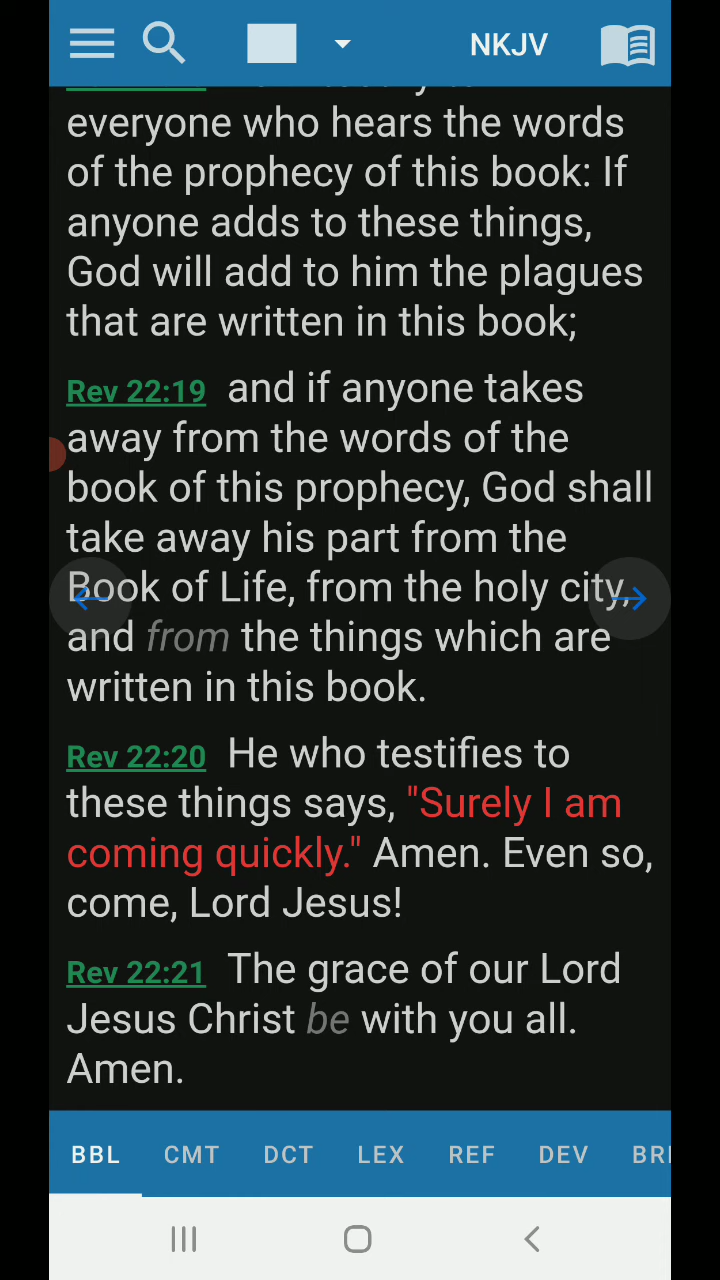 NKJV
everyone who hears the words
of the prophecy of this book: If
anyone adds to these things,
God will add to him the plagues
that are written in this book;
Rev 22:19 and if anyone takes
away from the words of the
book of this prophecy, God shall
take away his part from the
Book of Life, from the holy city,
and from the things which are
written in this book.
Rev 22:20 He who testifies to
these things says, "Surely I am
coming quickly." Amen. Even so,
come, Lord Jesus!
Rev 22:21 The grace of our Lord
Jesus Christ be with you all.
Amen.
BBL CMT DCT LEX REF DEV